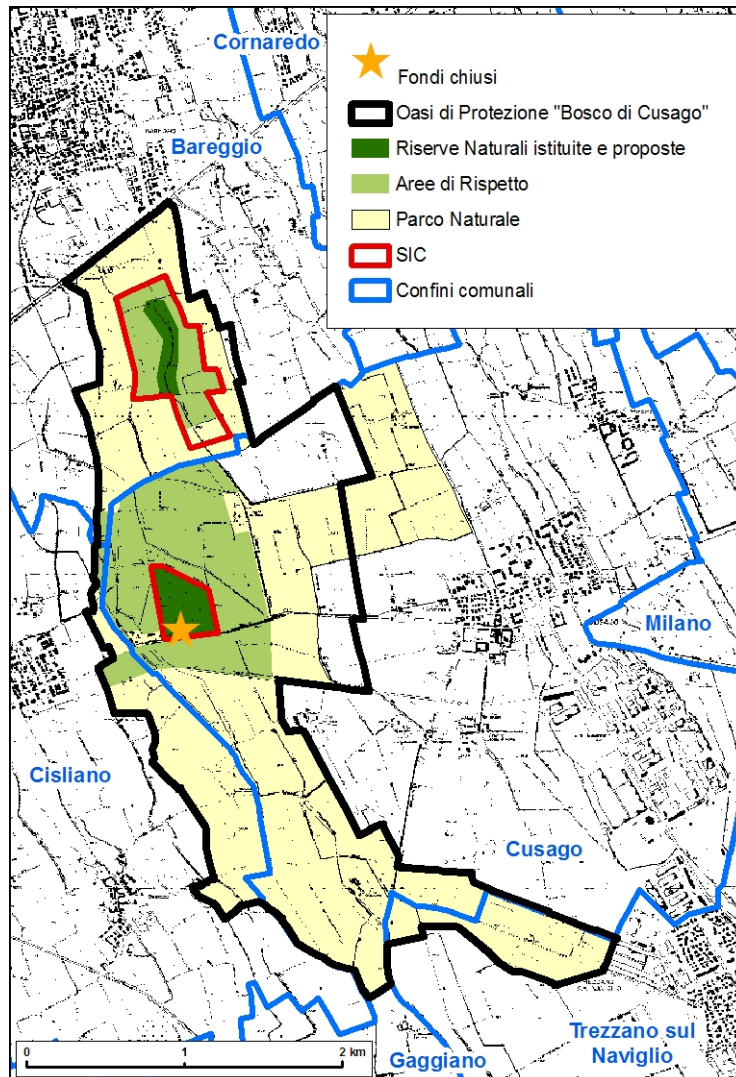 Cornaredo
Bareggio
Fondi chiusi
Oasi di Protezione "Bosco di Cusago"
Riserve Naturali istituite e proposte
Aree di Rispetto
Parco Naturale
SIC
Confini comunali
Milano
Cisliano
Cusago
Trezzano sul
Naviglio
Gaggiano
0 1 2 km